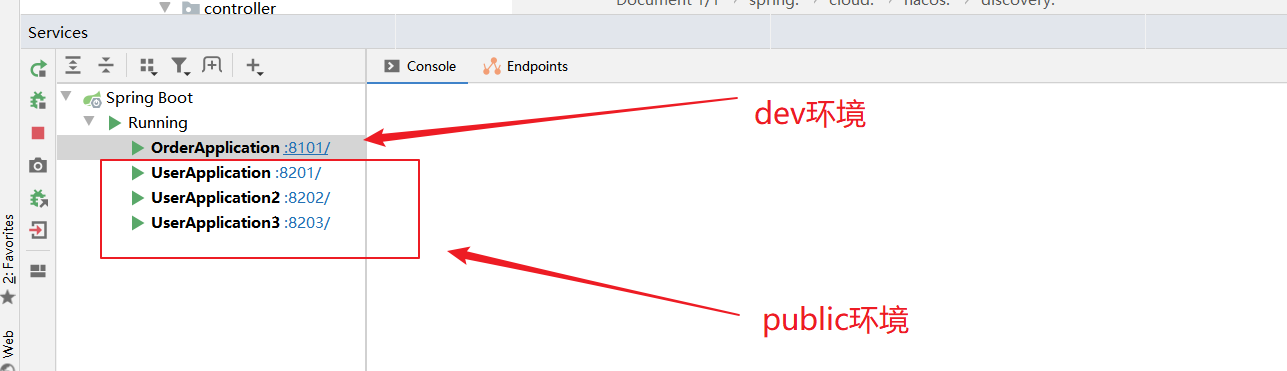 controller
Document 1/1 spring: cloud: nacos: discovery:
Services
Console
Endpoints
Spring Boot
Running
OrderApplication :8101/
UserApplication :8201/
UserApplication2 :8202/
UserApplication3 :8203/
dev环境
public环境
2: Favorites
Web